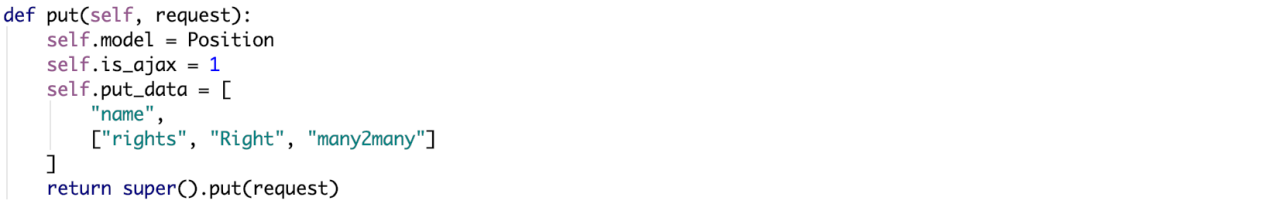 def put(self, request):
    self.model = Position
    self.is_ajax = 1
    self.put_data = [
        "name",
        ["rights", "Right", "many2many"]
    ]
    return super().put(request)